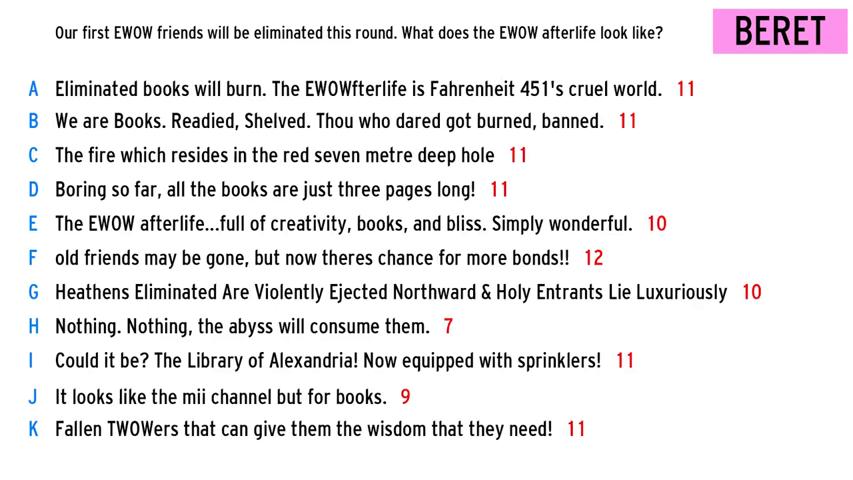 Our first EWOW friends will be eliminated this round. What does the EWOW afterlife look like?
BERET
A Eliminated books will burn. The EWOWfterlife is Fahrenheit 451's cruel world. 11
B We are Books. Readied, Shelved. Thou who dared got burned, banned. 11
C The fire which resides in the red seven metre deep hole 11
D Boring so far, all the books are just three pages long! 11
E The EWOW afterlife...full of creativity, books, and bliss. Simply wonderful. 10
F old friends may be gone, but now theres chance for more bonds!! 12
G Heathens Eliminated Are Violently Ejected Northward & Holy Entrants Lie Luxuriously 10
H Nothing. Nothing, the abyss will consume them. 7
I Could it be? The Library of Alexandria! Now equipped with sprinklers! 11
J It looks like the mii channel but for books. 9
K Fallen TWOWers that can give them the wisdom that they need! 11